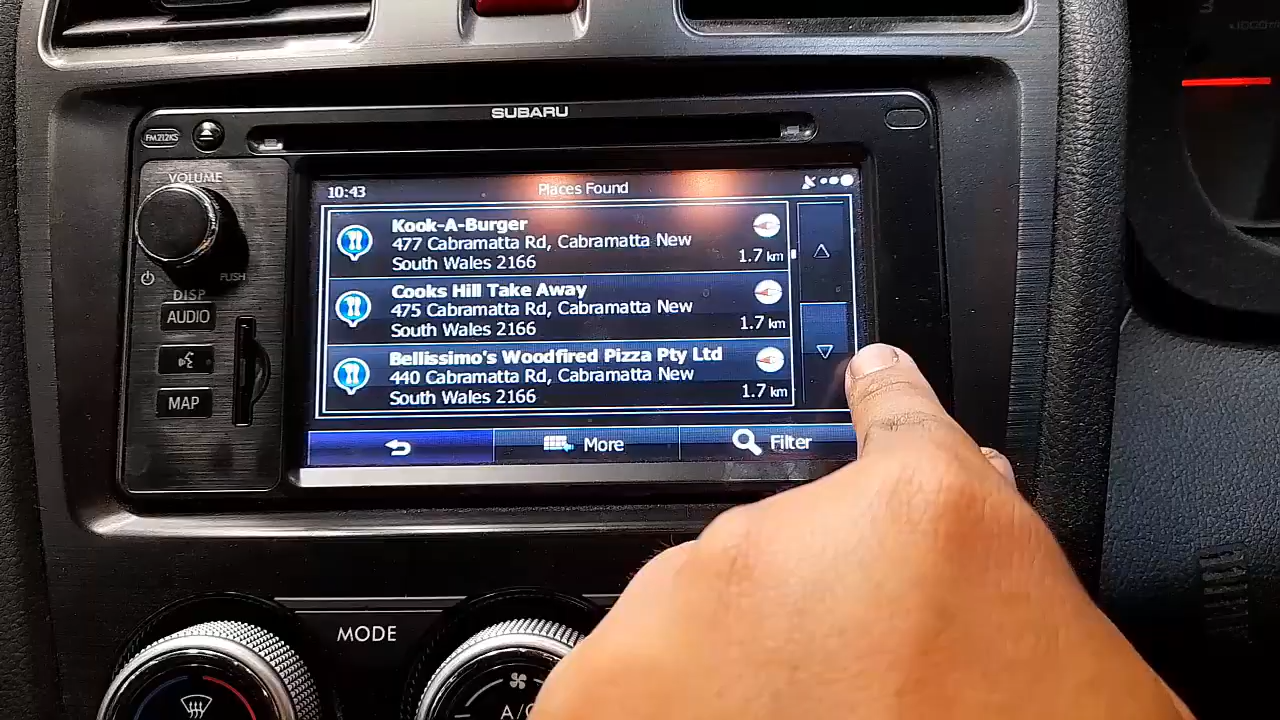 SUBARU
FM212KS
VOLUME
PUSH
DISP
AUDIO
MAP
10:43
Places Found
Kook-A-Burger
477 Cabramatta Rd, Cabramatta New
South Wales 2166
1.7 km
Cooks Hill Take Away
475 Cabramatta Rd, Cabramatta New
South Wales 2166
1.7 km
Bellissimo's Woodfired Pizza Pty Ltd
440 Cabramatta Rd, Cabramatta New
South Wales 2166
1.7 km
More
Filter
MODE
A/C
3